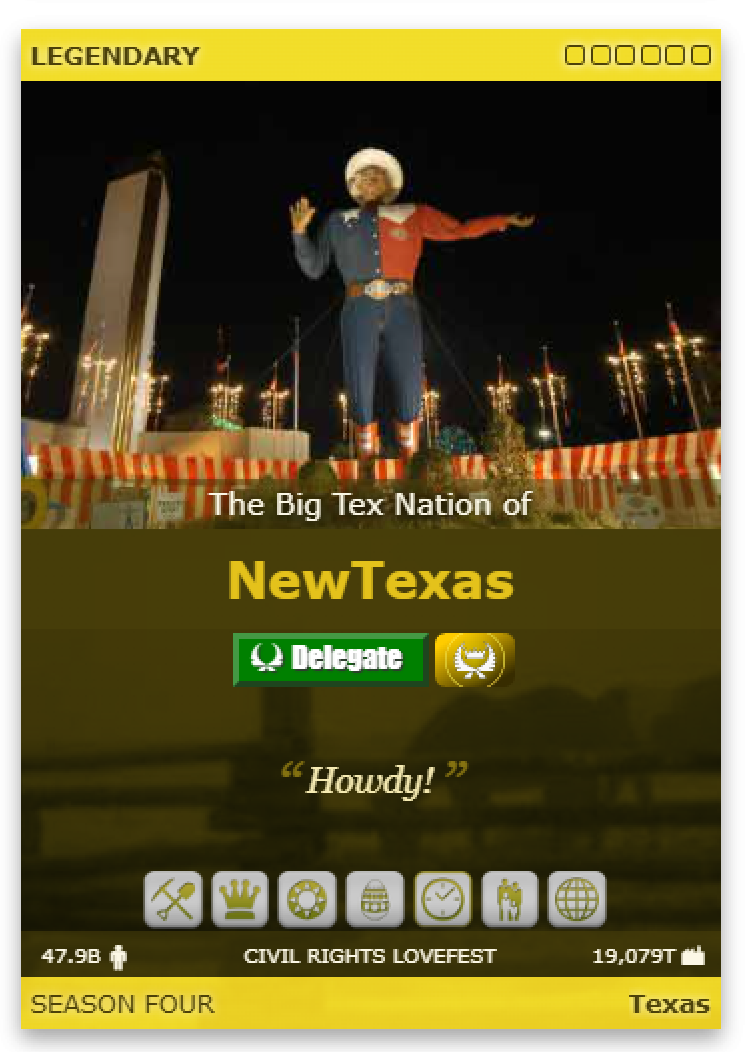 LEGENDARY
The Big Tex Nation of
NewTexas
Delegate
“Howdy!”
47.9B CIVIL RIGHTS LOVEFEST 19,079T
SEASON FOUR Texas